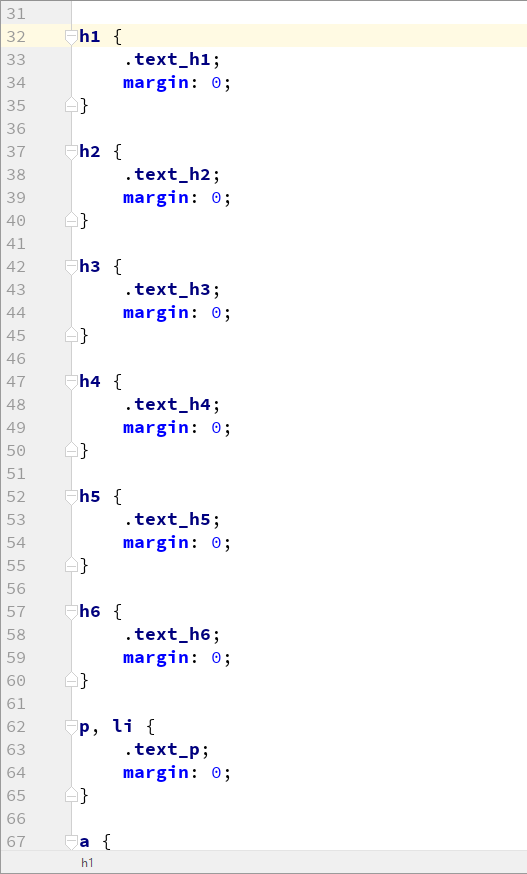 31
32 h1 {
33     .text_h1;
34     margin: 0;
35 }
36
37 h2 {
38     .text_h2;
39     margin: 0;
40 }
41
42 h3 {
43     .text_h3;
44     margin: 0;
45 }
46
47 h4 {
48     .text_h4;
49     margin: 0;
50 }
51
52 h5 {
53     .text_h5;
54     margin: 0;
55 }
56
57 h6 {
58     .text_h6;
59     margin: 0;
60 }
61
62 p, li {
63     .text_p;
64     margin: 0;
65 }
66
67 a {
h1